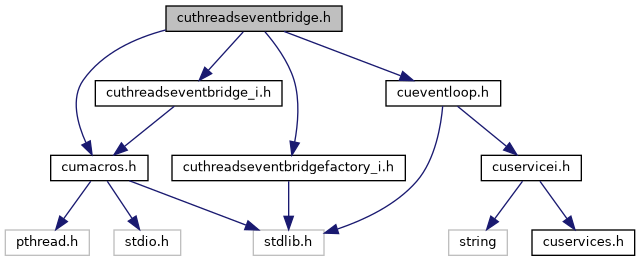 cuthreadseventbridge.h
cuthreadseventbridge_i.h
cueventloop.h
cumacros.h
cuthreadseventbridgefactory_i.h
cuservicei.h
pthread.h
stdio.h
stdlib.h
string
cuservices.h